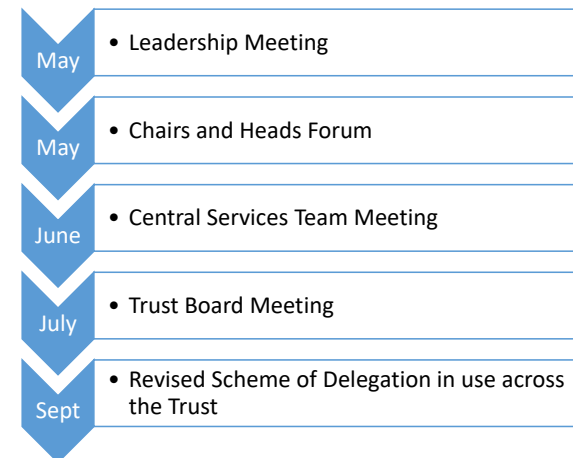 May
• Leadership Meeting
May
• Chairs and Heads Forum
June
• Central Services Team Meeting
July
• Trust Board Meeting
Sept
• Revised Scheme of Delegation in use across
the Trust